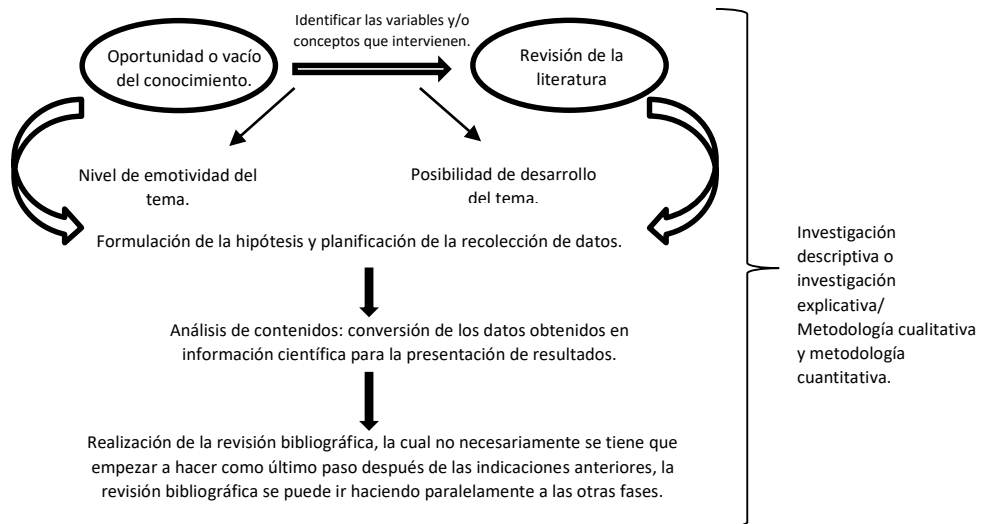 Identificar las variables y/o
conceptos que intervienen.
Oportunidad o vacío
del conocimiento.
Revisión de la
literatura
Nivel de emotividad del
tema.
Posibilidad de desarrollo
del tema.
Formulación de la hipótesis y planificación de la recolección de datos.
Análisis de contenidos: conversión de los datos obtenidos en
información científica para la presentación de resultados.
Realización de la revisión bibliográfica, la cual no necesariamente se tiene que
empezar a hacer como último paso después de las indicaciones anteriores, la
revisión bibliográfica se puede ir haciendo paralelamente a las otras fases.
Investigación
descriptiva o
investigación
explicativa/
Metodología cualitativa
y metodología
cuantitativa.